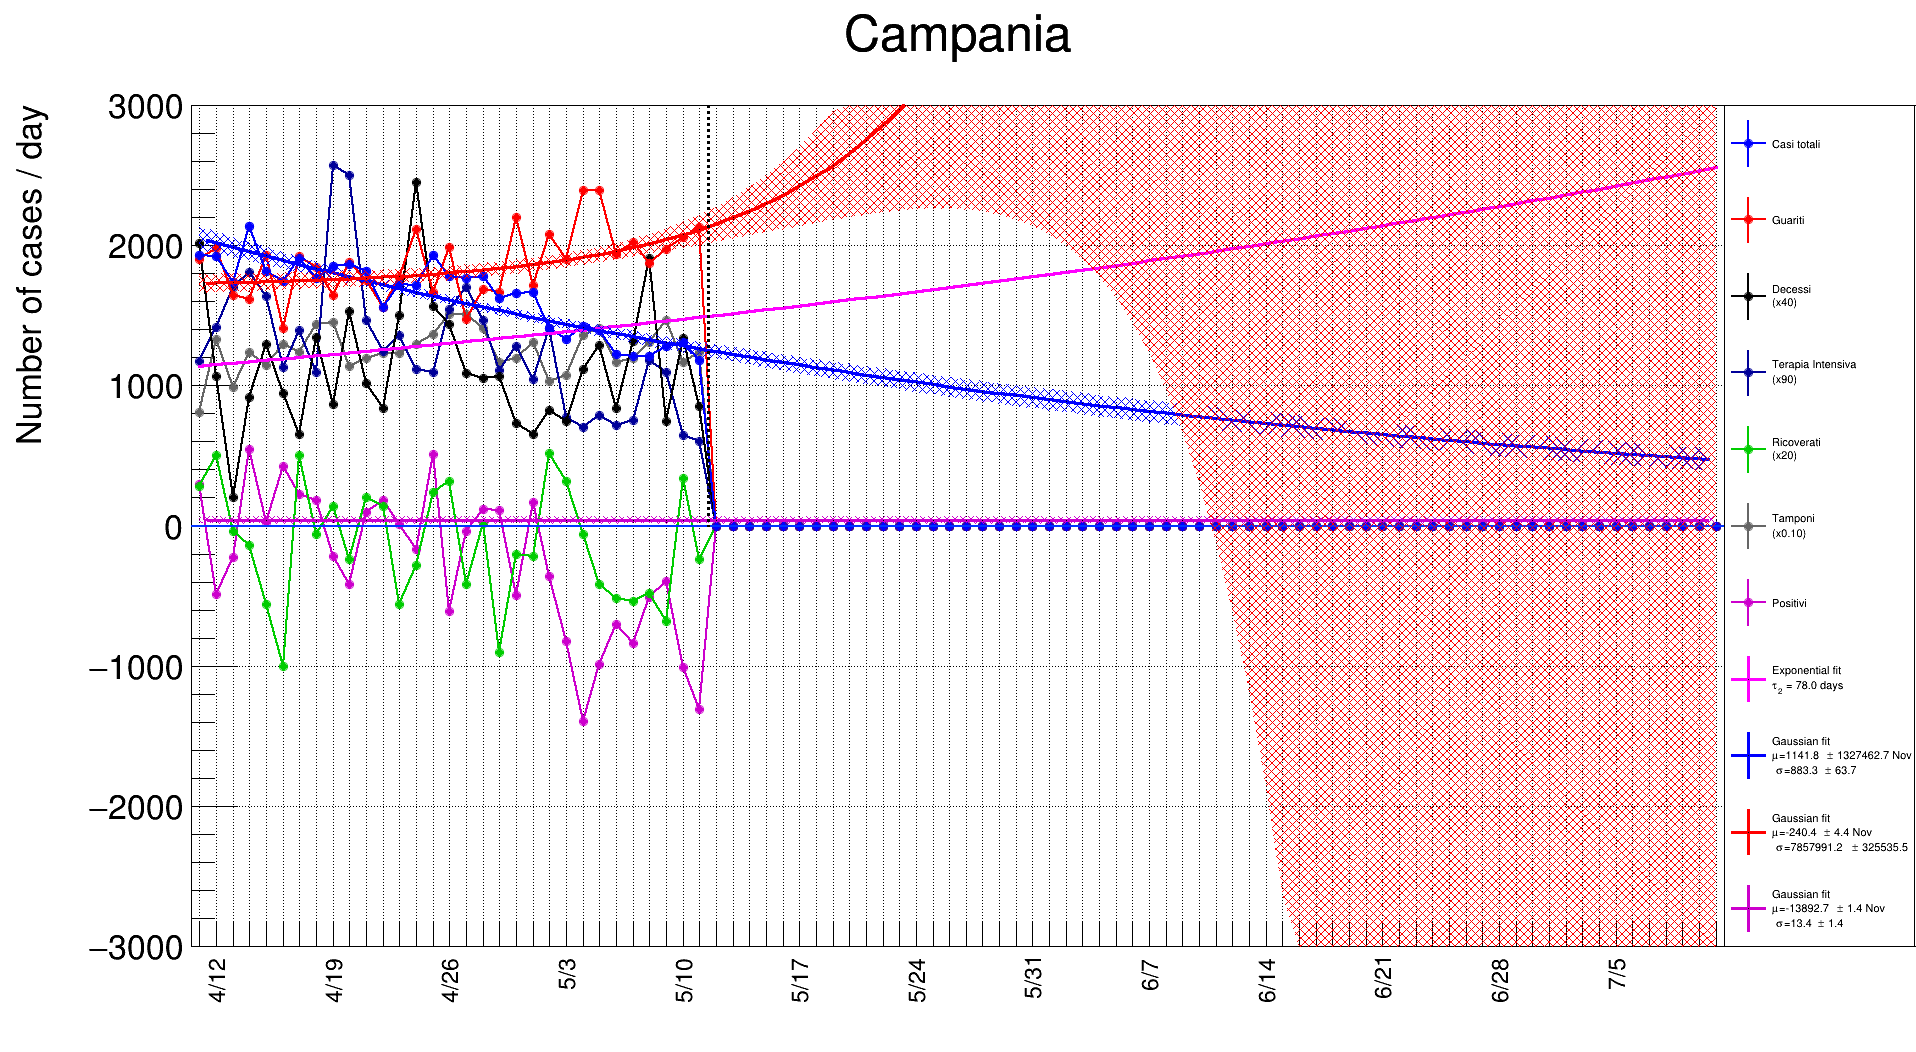 Campania
Number of cases / day
3000
2000
1000
0
−1000
−2000
−3000
4/12
4/19
4/26
5/3
5/10
5/17
5/24
5/31
6/7
6/14
6/21
6/28
7/5
Casi totali
Guariti
Decessi
(x40)
Terapia Intensiva
(x90)
Ricoverati
(x20)
Tamponi
(x0.10)
Positivi
Exponential fit
τ2 = 78.0 days
Gaussian fit
μ=1141.8 ± 1327462.7 Nov
σ=883.3 ± 63.7
Gaussian fit
μ=-240.4 ± 4.4 Nov
σ=7857991.2 ± 325535.5
Gaussian fit
μ=-13892.7 ± 1.4 Nov
σ=13.4 ± 1.4